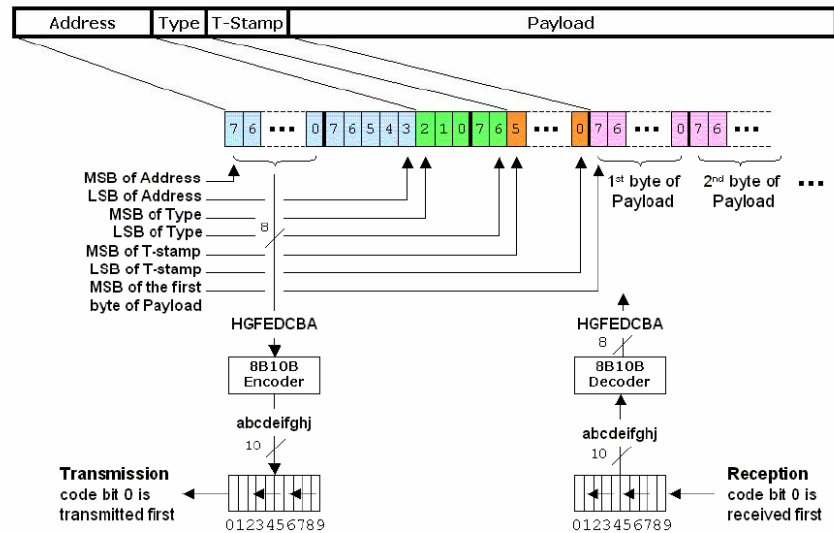 Address Type T-Stamp Payload
7 6 ••• 0 7 6 5 4 3 2 1 0 7 6 5 ••• 0 7 6 ••• 0 7 6 •••
MSB of Address
LSB of Address
MSB of Type
LSB of Type
MSB of T-stamp
LSB of T-stamp
MSB of the first
byte of Payload
8
1st byte of
Payload
2nd byte of
Payload
•••
HGFEDCBA
8B10B
Encoder
abcdeifghj
10
Transmission
code bit 0 is
transmitted first
0123456789
HGFEDCBA
8
8B10B
Decoder
abcdeifghj
10
Reception
code bit 0 is
received first
0123456789